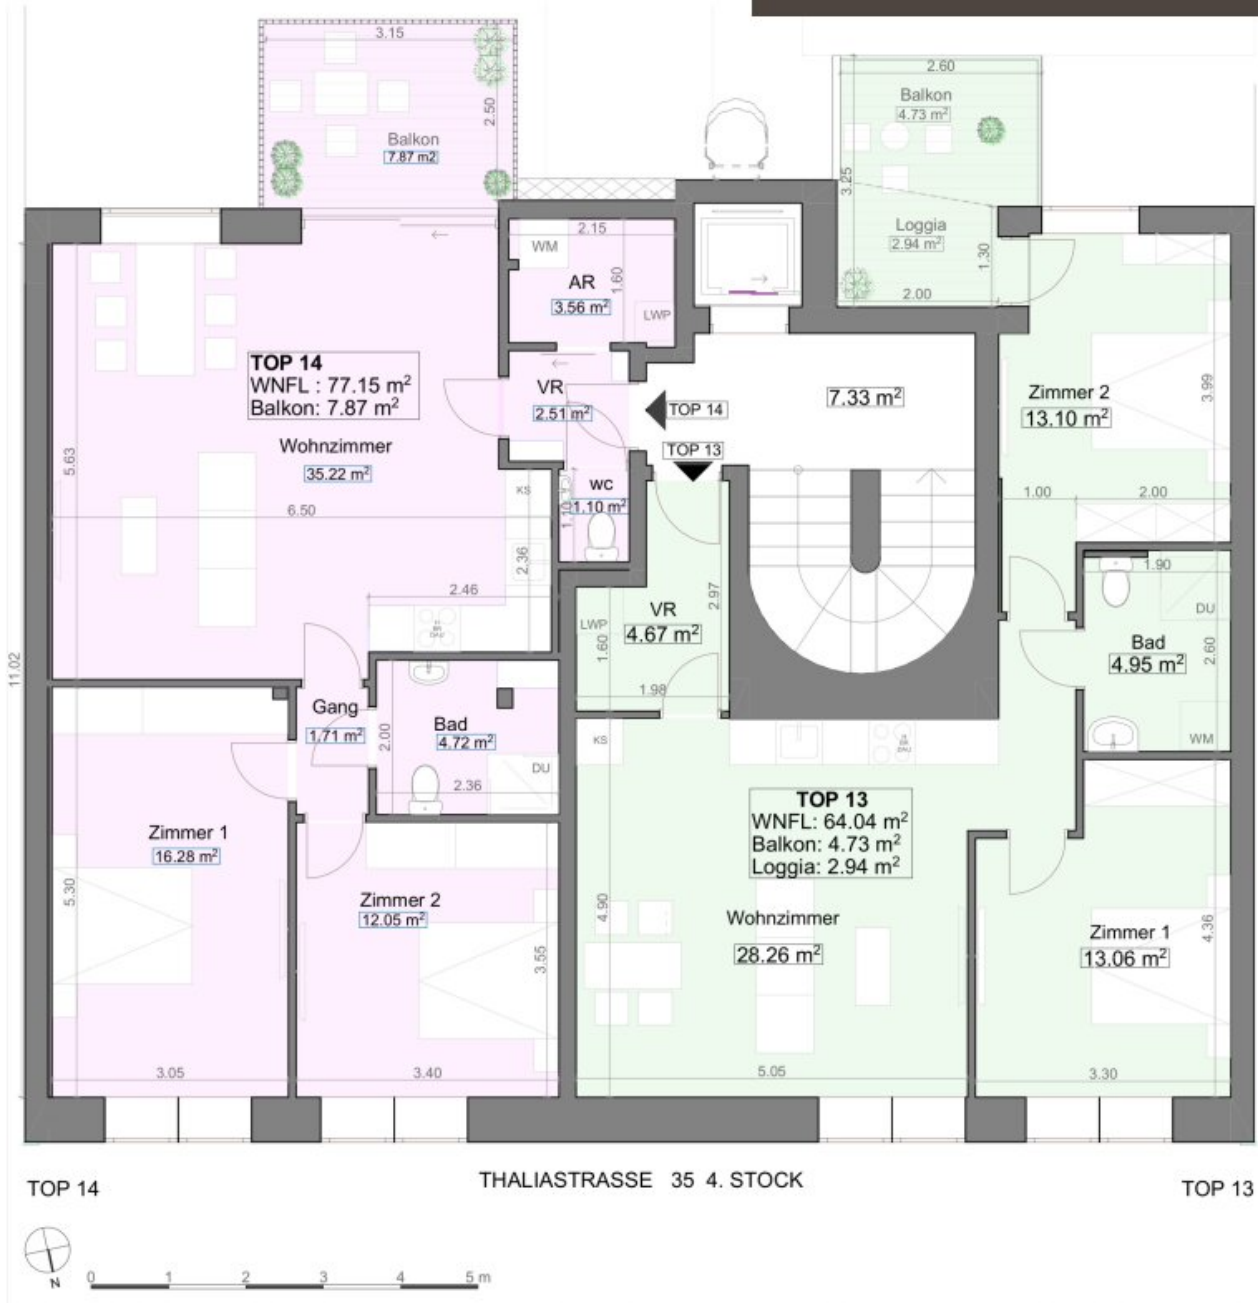 3.15
2.50
Balkon
7.87 m2
2.60
Balkon
4.73 m²
3.25
Loggia
2.94 m²
1.30
2.00
WM
2.15
AR
3.56 m²
1.60
LWP
TOP 14
WNFL : 77.15 m²
Balkon: 7.87 m²
Wohnzimmer
35.22 m²
5.63
6.50
VR
2.51 m²
TOP 14
TOP 13
7.33 m²
Zimmer 2
13.10 m²
3.99
1.00
2.00
KS
wc
1.10 m²
1.10
2.36
2.46
VR
4.67 m²
2.97
LWP
1.60
1.98
1.90
DU
Bad
4.95 m²
2.60
WM
11.02
Gang
1.71 m²
2.00
Bad
4.72 m²
2.36
DU
KS
TOP 13
WNFL: 64.04 m²
Balkon: 4.73 m²
Loggia: 2.94 m²
Zimmer 1
16.28 m²
5.30
3.05
Zimmer 2
12.05 m²
3.55
3.40
4.90
Wohnzimmer
28.26 m²
5.05
Zimmer 1
13.06 m²
4.36
3.30
TOP 14
THALIASTRASSE 35 4. STOCK
TOP 13
N
0 1 2 3 4 5 m